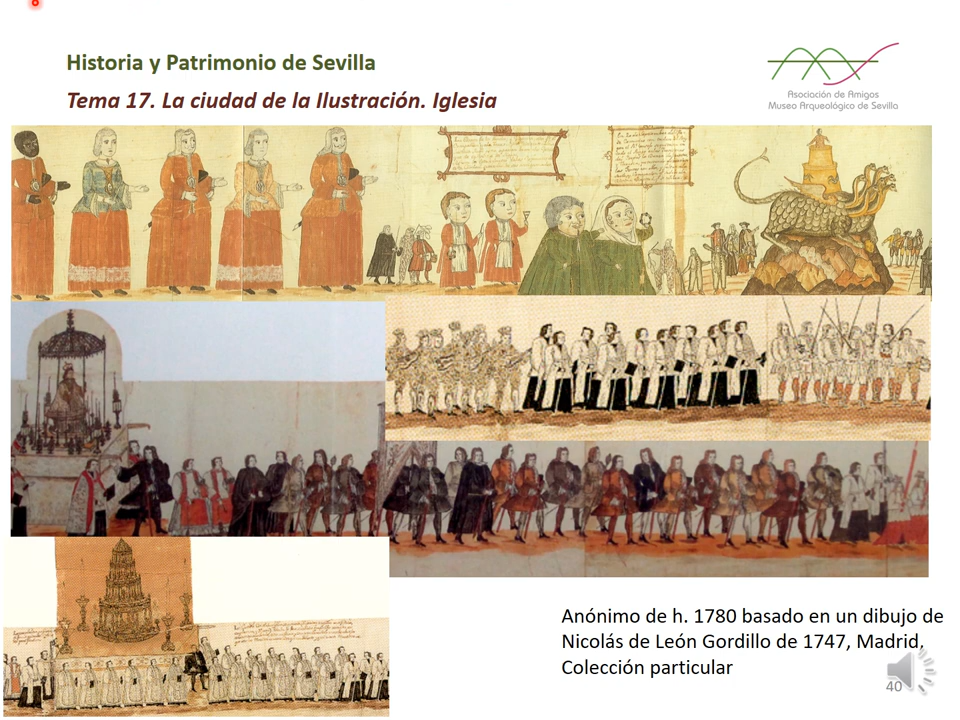 Historia y Patrimonio de Sevilla
Tema 17. La ciudad de la Ilustración. Iglesia
Asociación de Amigos
Museo Arqueológico de Sevilla
Anónimo de h. 1780 basado en un dibujo de
Nicolás de León Gordillo de 1747, Madrid,
Colección particular
40